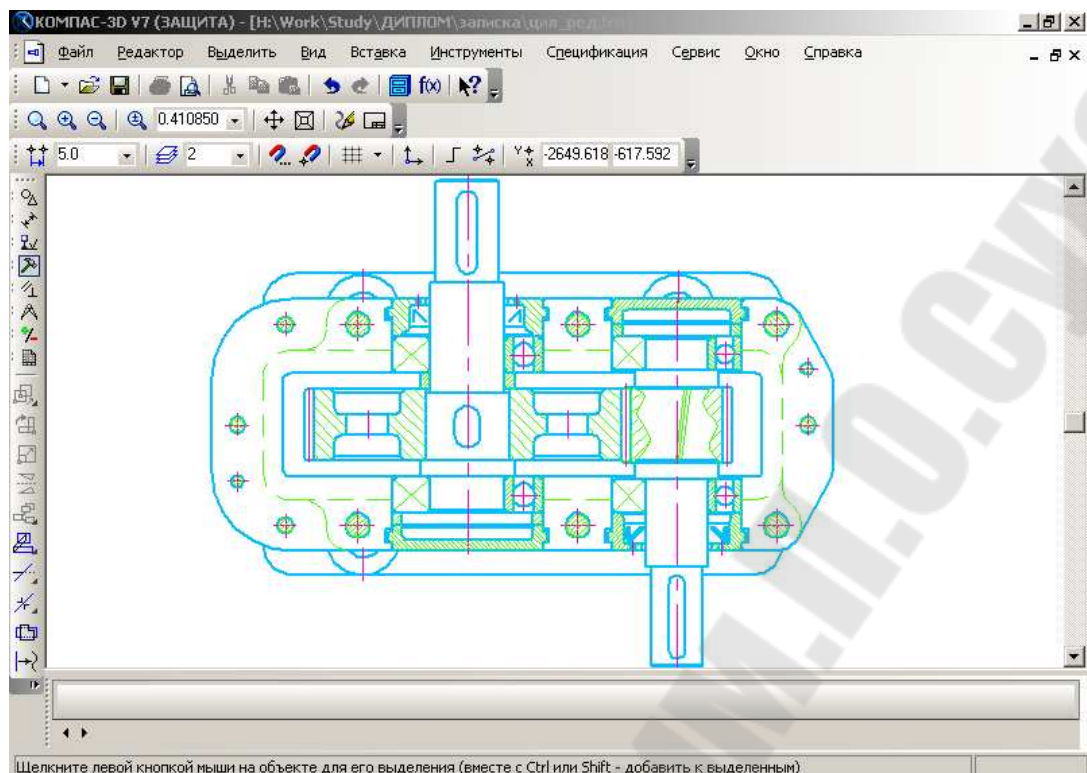 КОМПАС-3D V7 (ЗАЩИТА) - [H:\Work\Study\ДИПЛОМ\записка\цил_ред.frw
Файл Редактор Выделить Вид Вставка Инструменты Спецификация Сервис Окно Справка
f(x) ?
0.410850
5.0 2 Y X -2649.618 -617.592
Щелкните левой кнопкой мыши на объекте для его выделения (вместе с Ctrl или Shift - добавить к выделенным)